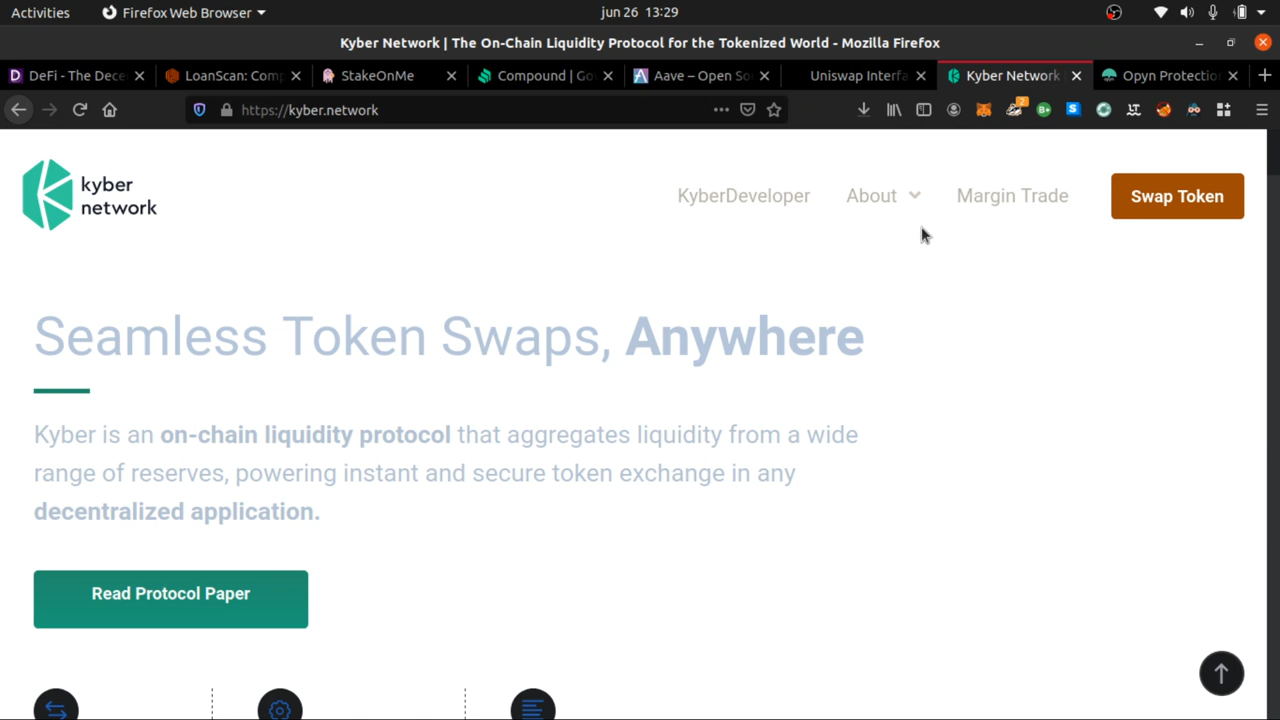 Activities
Firefox Web Browser
jun 26 13:29
Kyber Network | The On-Chain Liquidity Protocol for the Tokenized World - Mozilla Firefox
DeFi - The Dece
LoanScan: Comp
StakeOnMe
Compound | Go
Aave – Open So
Uniswap Interfa
Kyber Network
Opyn Protectio
https://kyber.network
2
kyber
network
KyberDeveloper
About
Margin Trade
Swap Token
Seamless Token Swaps, Anywhere
Kyber is an on-chain liquidity protocol that aggregates liquidity from a wide
range of reserves, powering instant and secure token exchange in any
decentralized application.
Read Protocol Paper